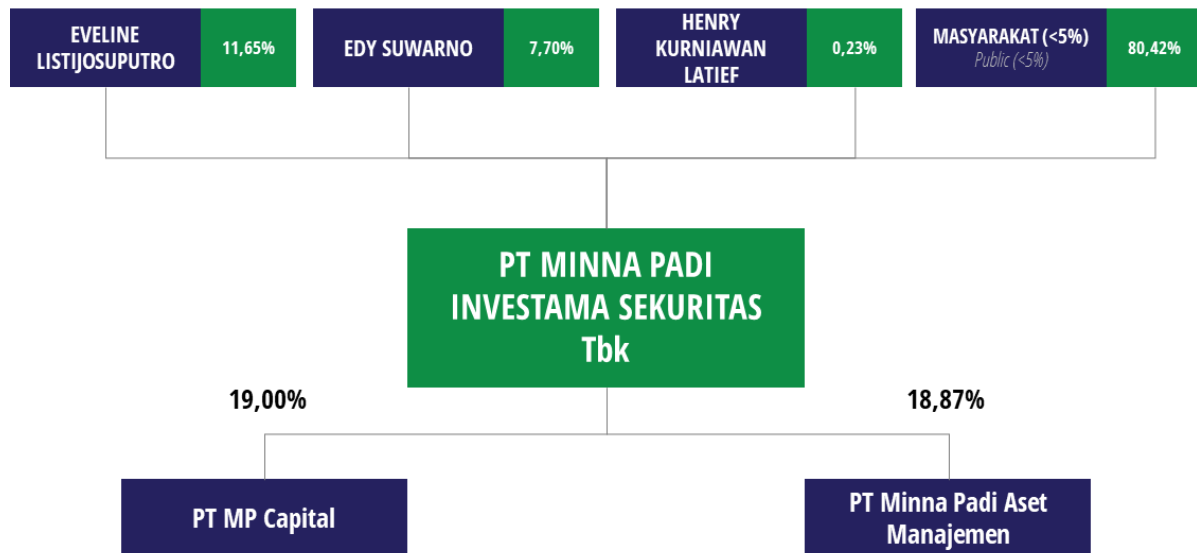 EVELINE
LISTIJOSUPUTRO
11,65%
EDY SUWARNO
7,70%
HENRY
KURNIAWAN
LATIEF
0,23%
MASYARAKAT (<5%)
Public (<5%)
80,42%
PT MINNA PADI
INVESTAMA SEKURITAS
Tbk
19,00%
18,87%
PT MP Capital
PT Minna Padi Aset
Manajemen